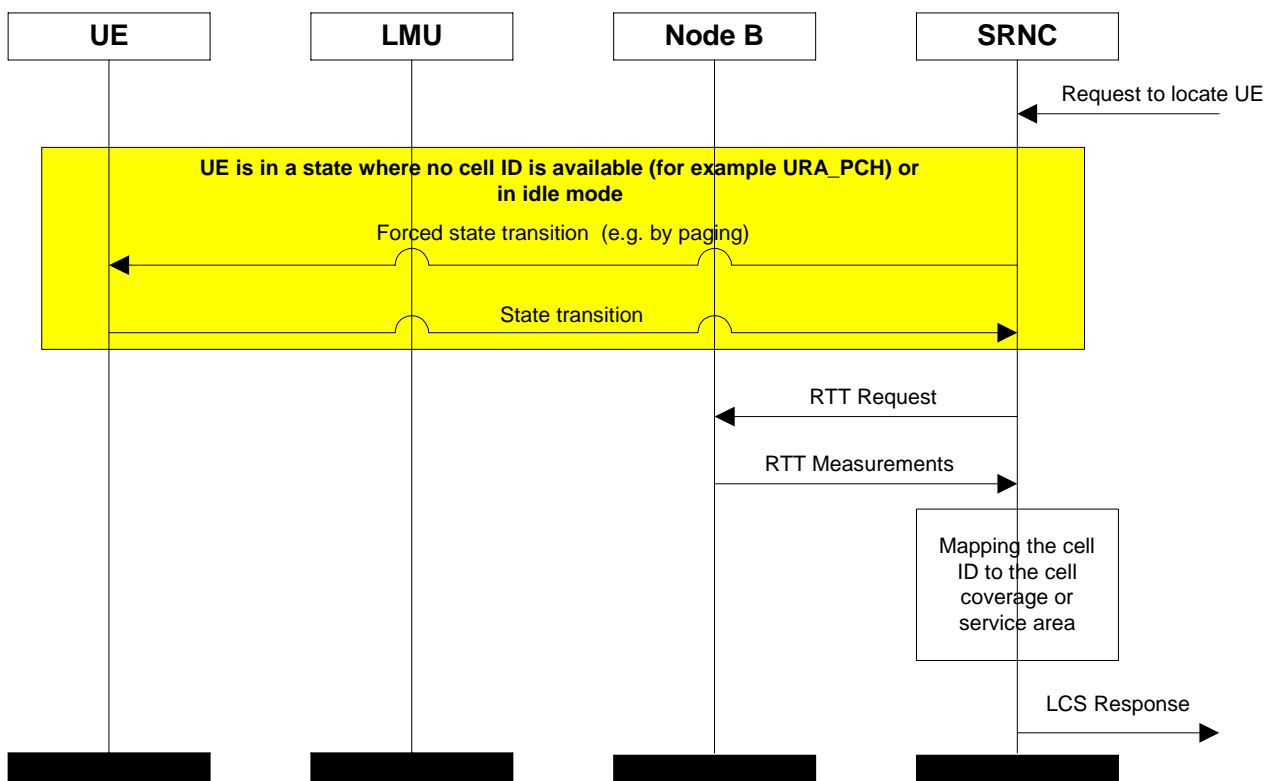 UE
LMU
Node B
SRNC
Request to locate UE
UE is in a state where no cell ID is available (for example URA_PCH) or
in idle mode
Forced state transition (e.g. by paging)
State transition
RTT Request
RTT Measurements
Mapping the cell
ID to the cell
coverage or
service area
LCS Response